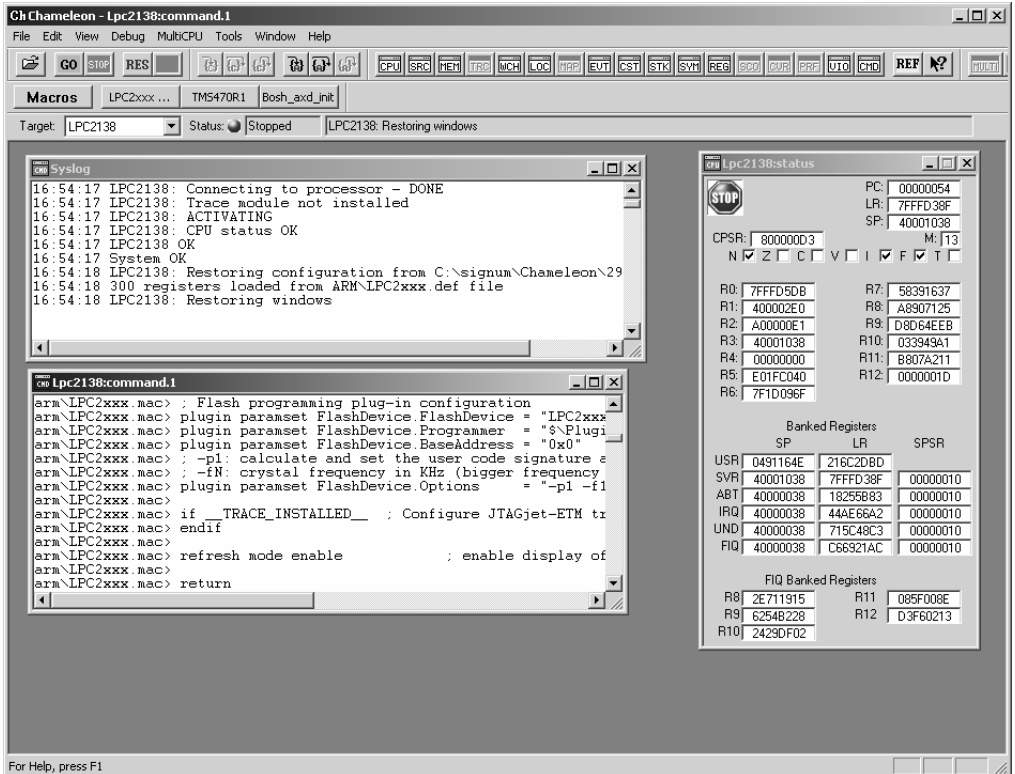 Ch Chameleon - Lpc2138:command.1
File Edit View Debug MultiCPU Tools Window Help
GO STOP RES CPU SRC MEM TRC WCH LOC MAP EVT CST STK SYM REG SCO CVR PRF VIO CMD REF MULTI
Macros LPC2xxx ... TMS470R1 Bosh_axd_init
Target: LPC2138 Status: Stopped LPC2138: Restoring windows
CMD Syslog
16:54:17 LPC2138: Connecting to processor - DONE
16:54:17 LPC2138: Trace module not installed
16:54:17 LPC2138: ACTIVATING
16:54:17 LPC2138: CPU status OK
16:54:17 LPC2138 OK
16:54:17 System OK
16:54:18 LPC2138: Restoring configuration from C:\signum\Chameleon\29
16:54:18 300 registers loaded from ARM\LPC2xxx.def file
16:54:18 LPC2138: Restoring windows
CMD Lpc2138:command.1
arm\LPC2xxx.mac> ; Flash programming plug-in configuration
arm\LPC2xxx.mac> plugin paramset FlashDevice.FlashDevice = "LPC2xxx
arm\LPC2xxx.mac> plugin paramset FlashDevice.Programmer = "$\Plugi
arm\LPC2xxx.mac> plugin paramset FlashDevice.BaseAddress = "0x0"
arm\LPC2xxx.mac> ; -p1: calculate and set the user code signature a
arm\LPC2xxx.mac> ; -fN: crystal frequency in KHz (bigger frequency
arm\LPC2xxx.mac> plugin paramset FlashDevice.Options = "-p1 -f1
arm\LPC2xxx.mac>
arm\LPC2xxx.mac> if __TRACE_INSTALLED__ ; Configure JTAGjet-ETM tr
arm\LPC2xxx.mac> endif
arm\LPC2xxx.mac>
arm\LPC2xxx.mac> refresh mode enable ; enable display of
arm\LPC2xxx.mac>
arm\LPC2xxx.mac> return
CPU Lpc2138:status
STOP
PC: 00000054
LR: 7FFFD38F
SP: 40001038
CPSR: 800000D3 M: 13
N Z C V I F T
R0: 7FFFD5DB R7: 58391637
R1: 400002E0 R8: A8907125
R2: A00000E1 R9: D8D64EEB
R3: 40001038 R10: 033949A1
R4: 00000000 R11: B807A211
R5: E01FC040 R12: 0000001D
R6: 7F1D096F
Banked Registers
SP LR SPSR
USR 0491164E 216C2DBD
SVR 40001038 7FFFD38F 00000010
ABT 40000038 18255B83 00000010
IRQ 40000038 44AE66A2 00000010
UND 40000038 715C48C3 00000010
FIQ 40000038 C66921AC 00000010
FIQ Banked Registers
R8 2E711915 R11 085F008E
R9 6254B228 R12 D3F60213
R10 2429DF02
For Help, press F1